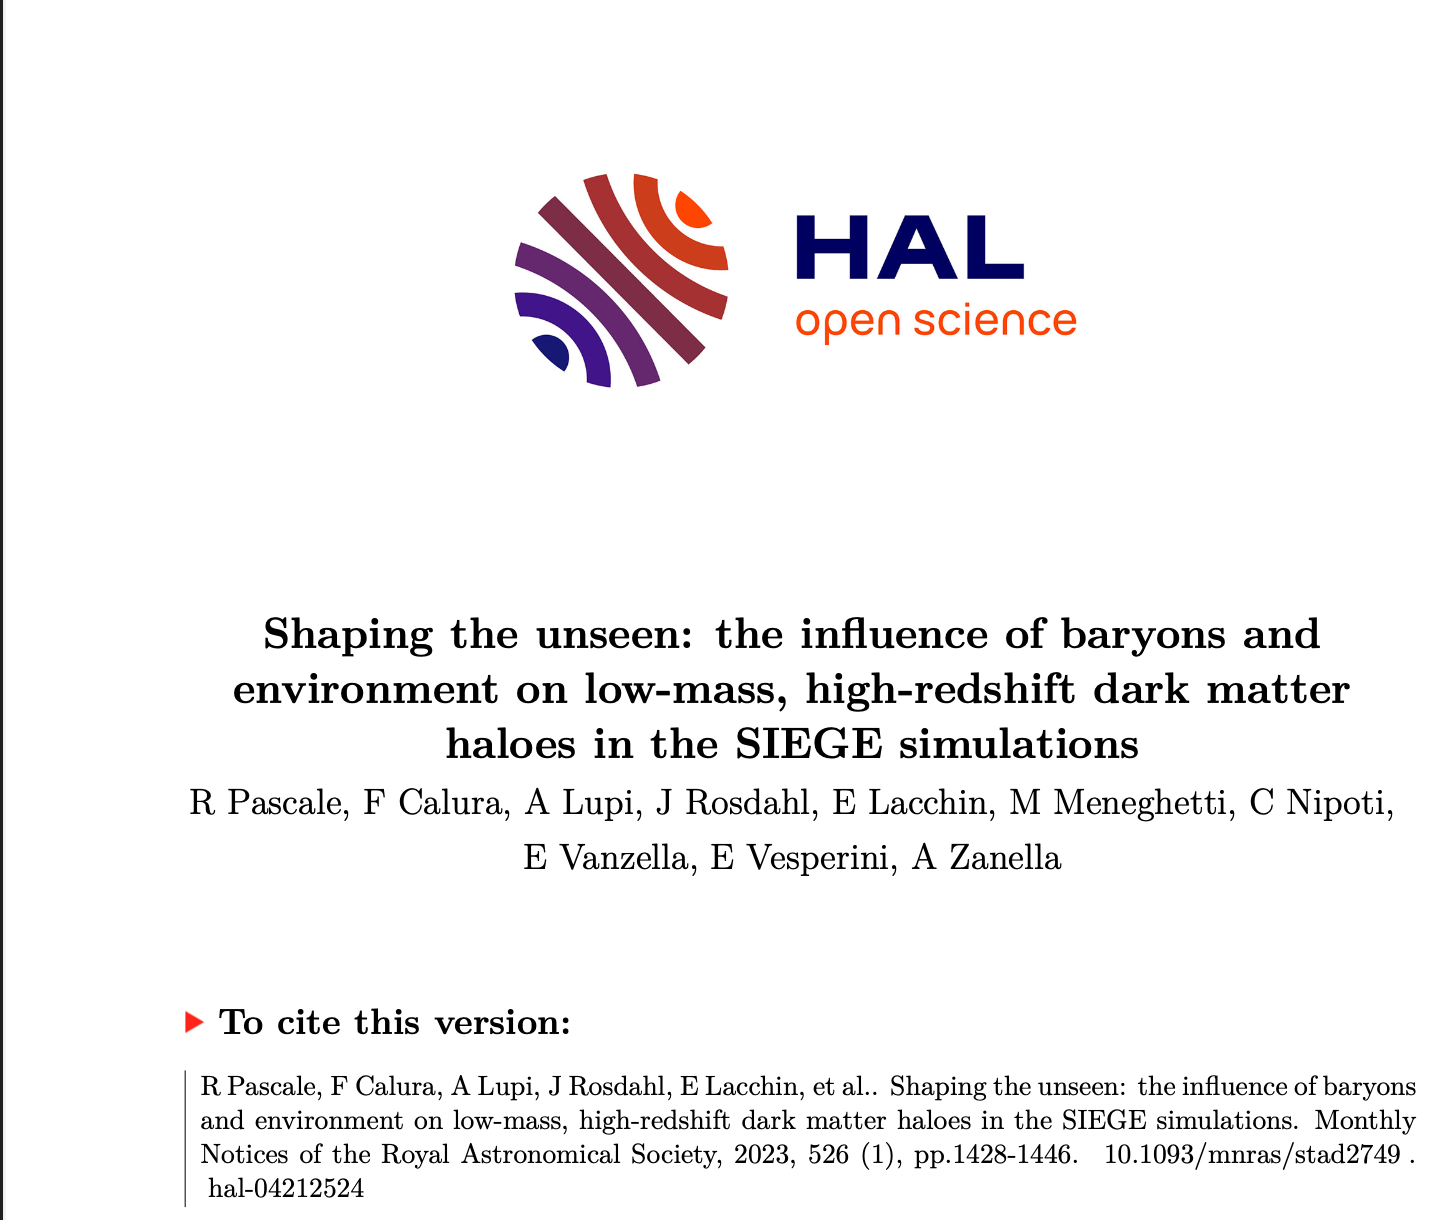 HAL
open science
Shaping the unseen: the influence of baryons and
environment on low-mass, high-redshift dark matter
haloes in the SIEGE simulations
R Pascale, F Calura, A Lupi, J Rosdahl, E Lacchin, M Meneghetti, C Nipoti,
E Vanzella, E Vesperini, A Zanella
To cite this version:
R Pascale, F Calura, A Lupi, J Rosdahl, E Lacchin, et al.. Shaping the unseen: the influence of baryons
and environment on low-mass, high-redshift dark matter haloes in the SIEGE simulations. Monthly
Notices of the Royal Astronomical Society, 2023, 526 (1), pp.1428-1446. 10.1093/mnras/stad2749 .
hal-04212524